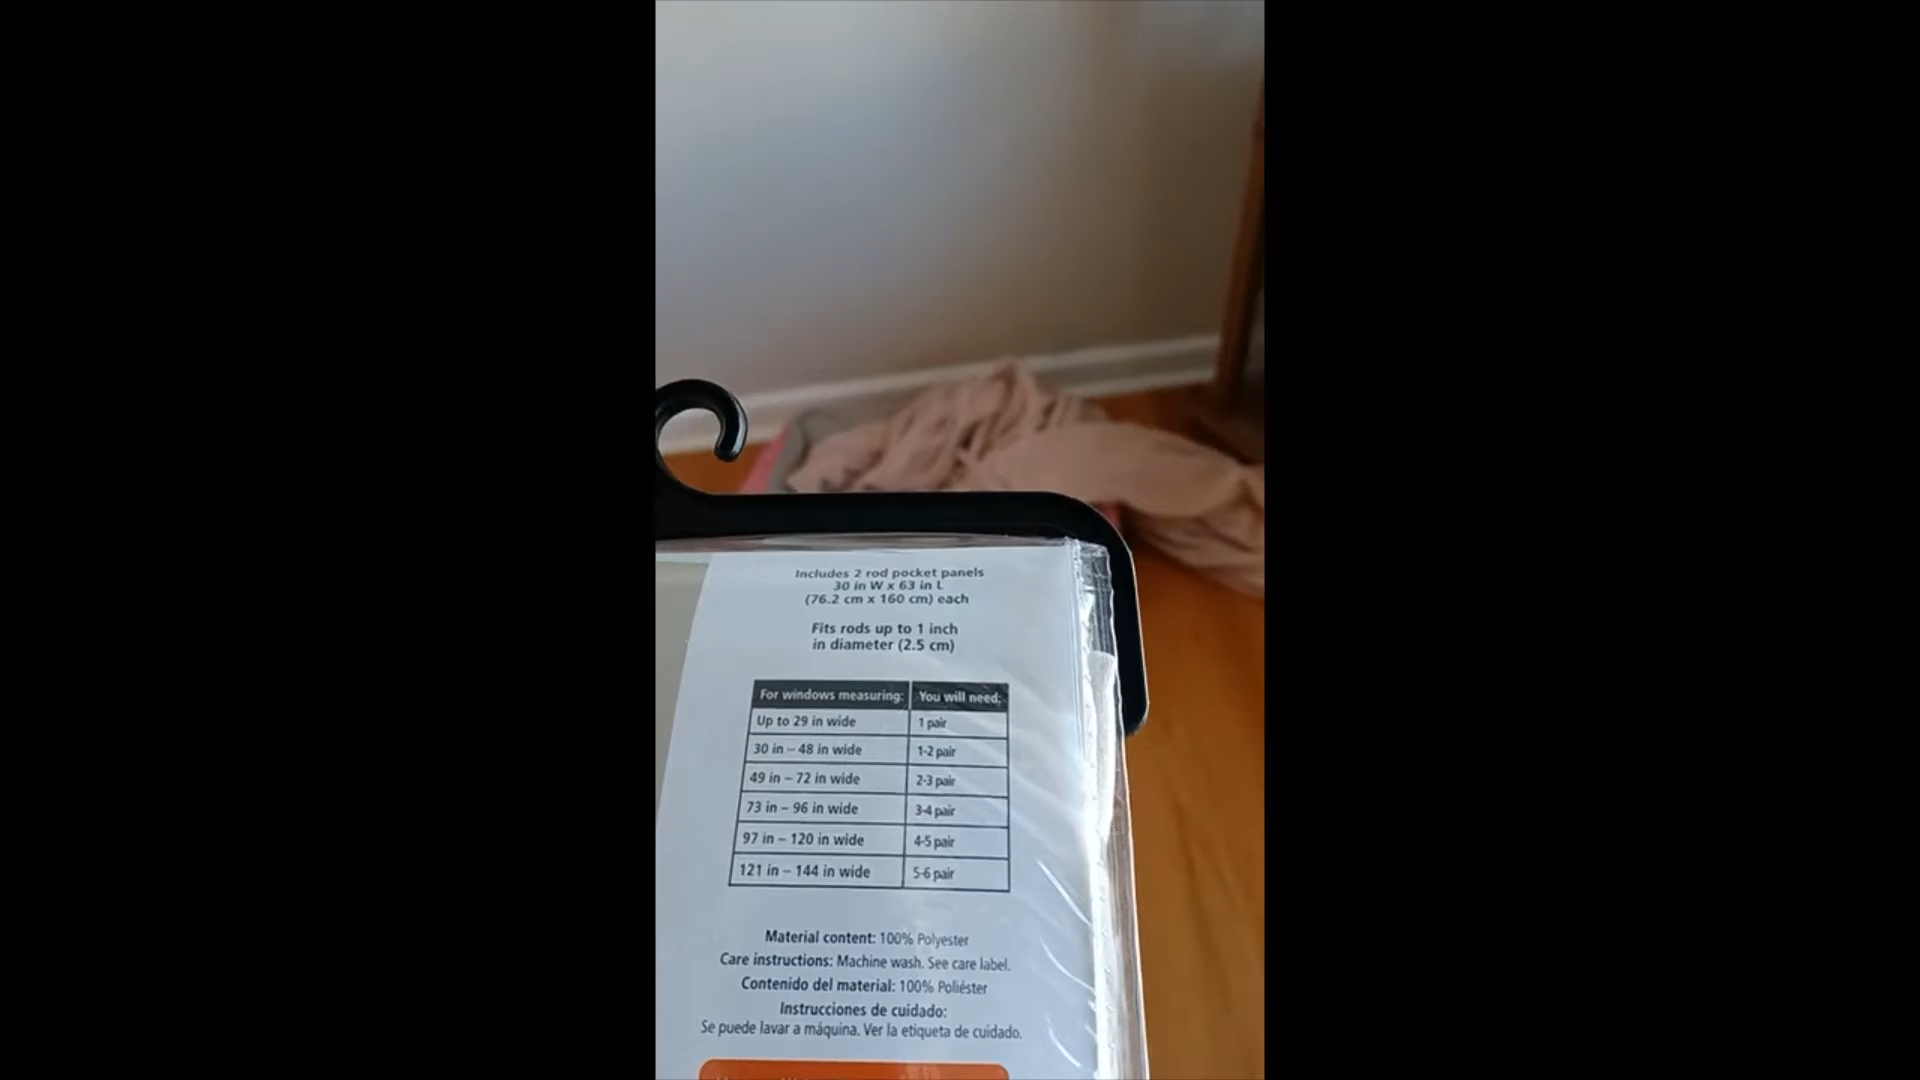 Includes 2 rod pocket panels
30 in W x 63 in L
(76.2 cm x 160 cm) each
Fits rods up to 1 inch
in diameter (2.5 cm)
For windows measuring: You will need:
Up to 29 in wide 1 pair
30 in – 48 in wide 1-2 pair
49 in – 72 in wide 2-3 pair
73 in – 96 in wide 3-4 pair
97 in – 120 in wide 4-5 pair
121 in – 144 in wide 5-6 pair
Material content: 100% Polyester
Care instructions: Machine wash. See care label.
Contenido del material: 100% Poliéster
Instrucciones de cuidado:
Se puede lavar a máquina. Ver la etiqueta de cuidado.